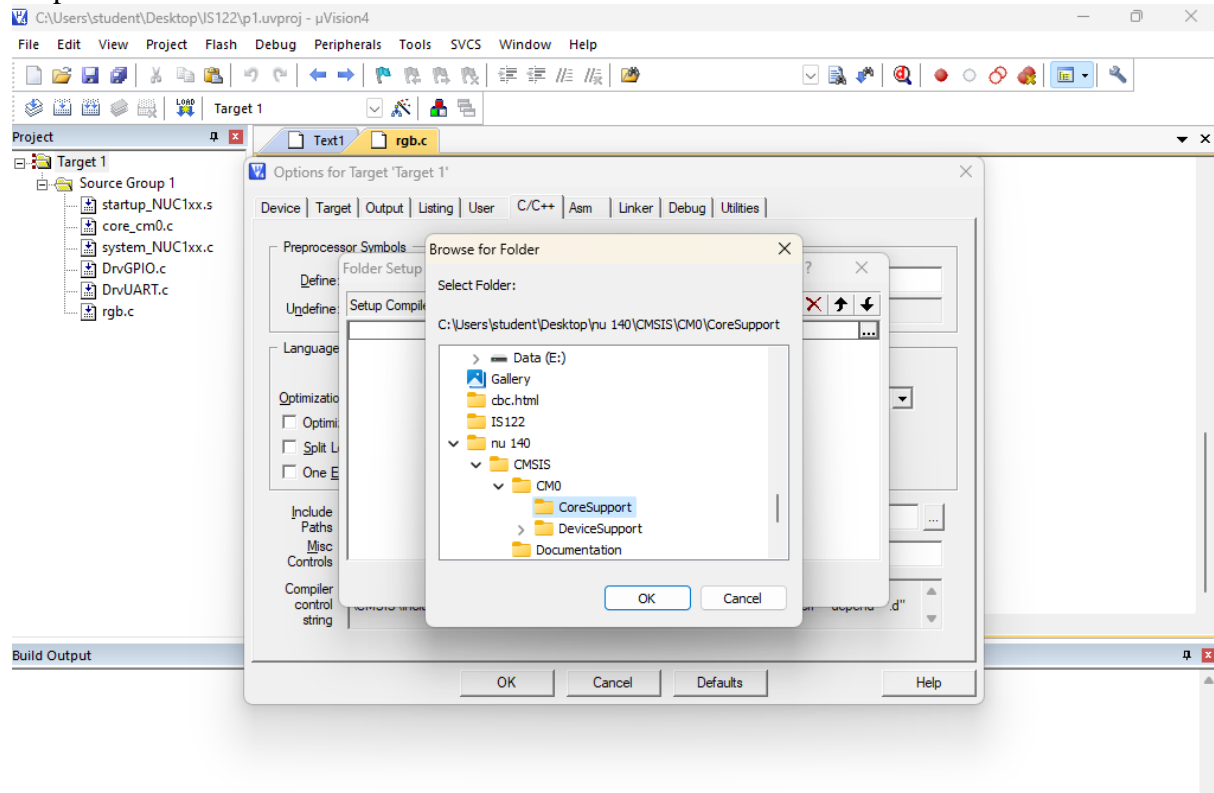 C:\Users\student\Desktop\IS122\p1.uvproj - µVision4
File Edit View Project Flash Debug Peripherals Tools SVCS Window Help
LOAD Target 1
Project
Text1 rgb.c
Target 1
Source Group 1
startup_NUC1xx.s
core_cm0.c
system_NUC1xx.c
DrvGPIO.c
DrvUART.c
rgb.c
Options for Target 'Target 1'
Device Target Output Listing User C/C++ Asm Linker Debug Utilities
Preprocessor Symbols
Define:
Undefine:
Language
Optimizatio
Optimi
Split L
One E
Include
Paths
Misc
Controls
Compiler
control
string
Folder Setup ?
Setup Compile
...
Browse for Folder
Select Folder:
C:\Users\student\Desktop\nu 140\CMSIS\CM0\CoreSupport
Data (E:)
Gallery
cbc.html
IS122
nu 140
CMSIS
CM0
CoreSupport
DeviceSupport
Documentation
OK Cancel
...
.d"
OK Cancel Defaults Help
Build Output